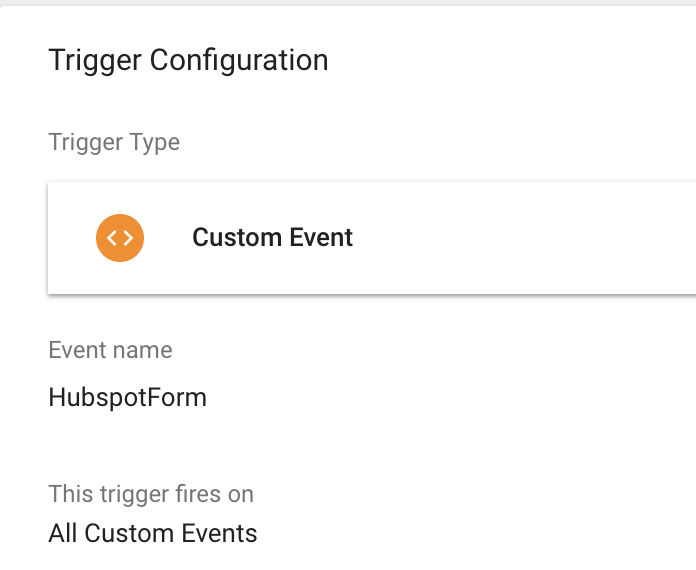 Trigger Configuration
Trigger Type
Custom Event
Event name
HubspotForm
This trigger fires on
All Custom Events